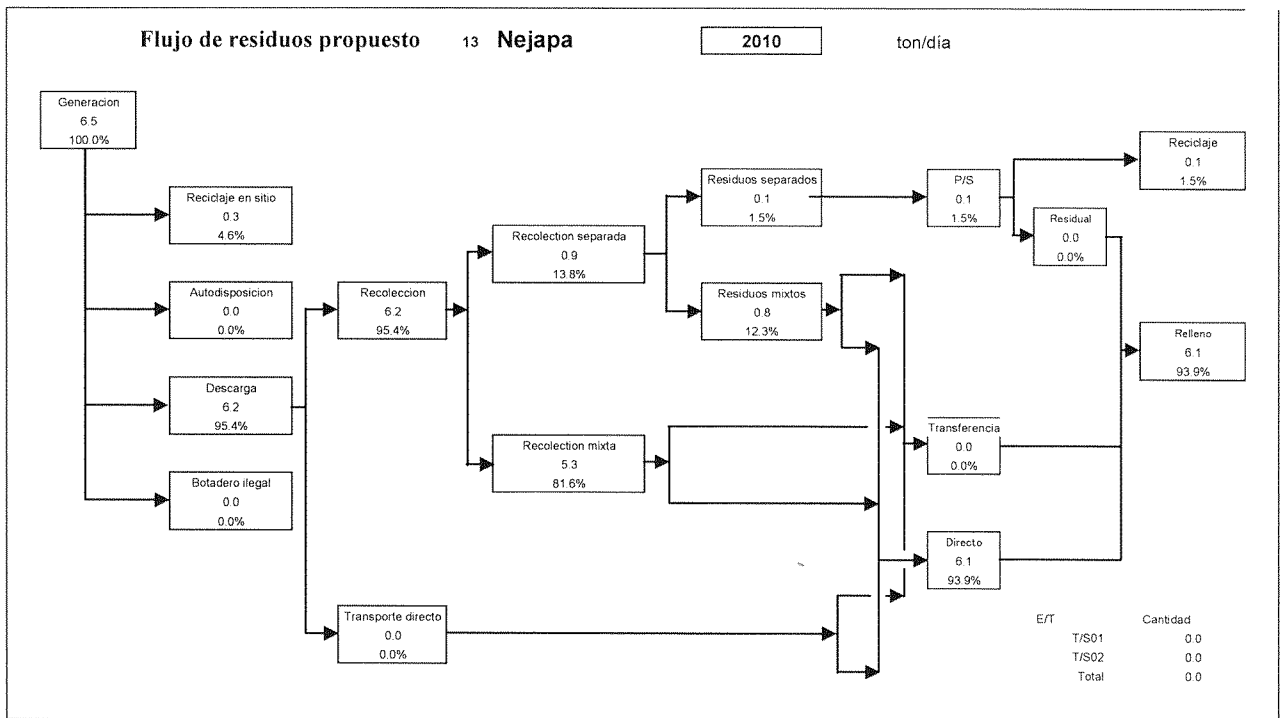 Flujo de residuos propuesto 13 Nejapa 2010 ton/día
Generacion
6.5
100.0%
Reciclaje en sitio
0.3
4.6%
Autodisposicion
0.0
0.0%
Descarga
6.2
95.4%
Botadero ilegal
0.0
0.0%
Recoleccion
6.2
95.4%
Transporte directo
0.0
0.0%
Recolection separada
0.9
13.8%
Recolection mixta
5.3
81.6%
Residuos separados
0.1
1.5%
Residuos mixtos
0.8
12.3%
P/S
0.1
1.5%
Residual
0.0
0.0%
Transferencia
0.0
0.0%
Directo
6.1
93.9%
Reciclaje
0.1
1.5%
Relleno
6.1
93.9%
E/T Cantidad
T/S01 0.0
T/S02 0.0
Total 0.0